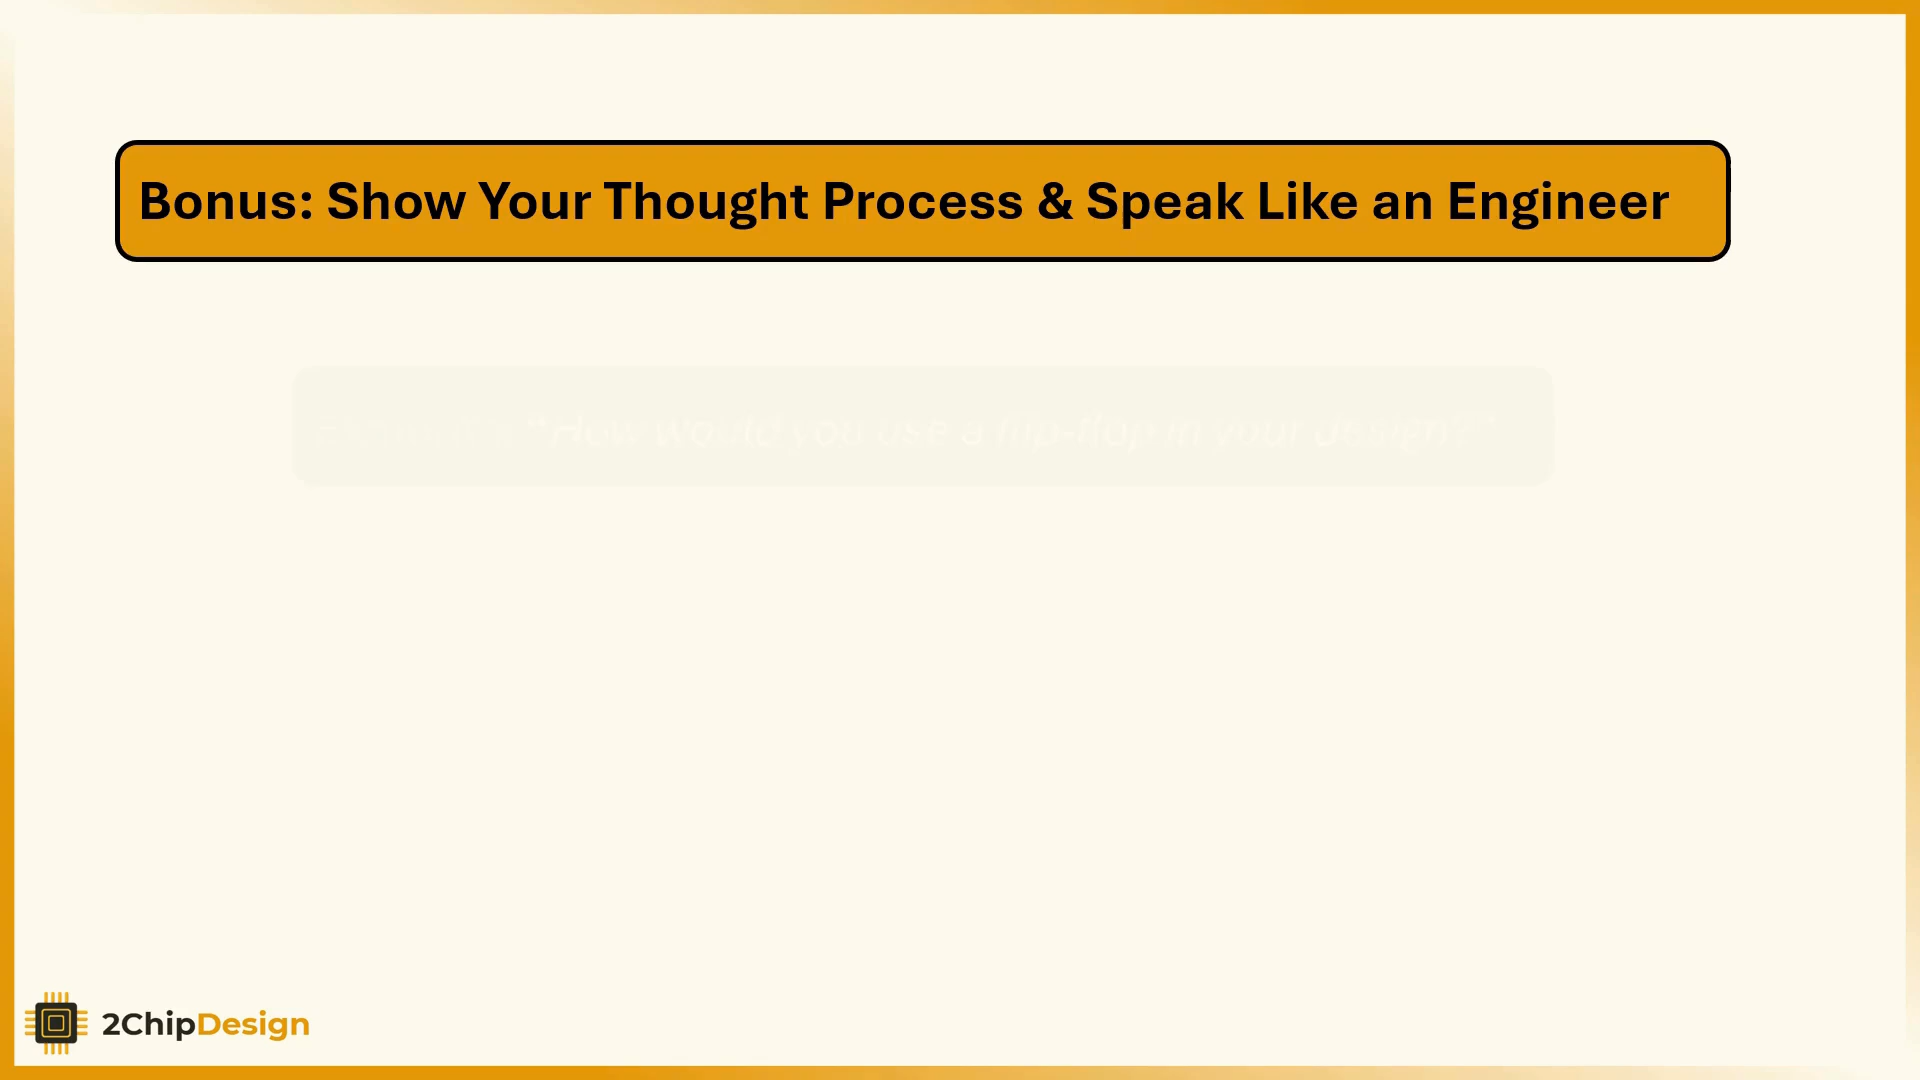 Bonus: Show Your Thought Process & Speak Like an Engineer
Example: "How would you use a flip-flop in your design?"
2ChipDesign